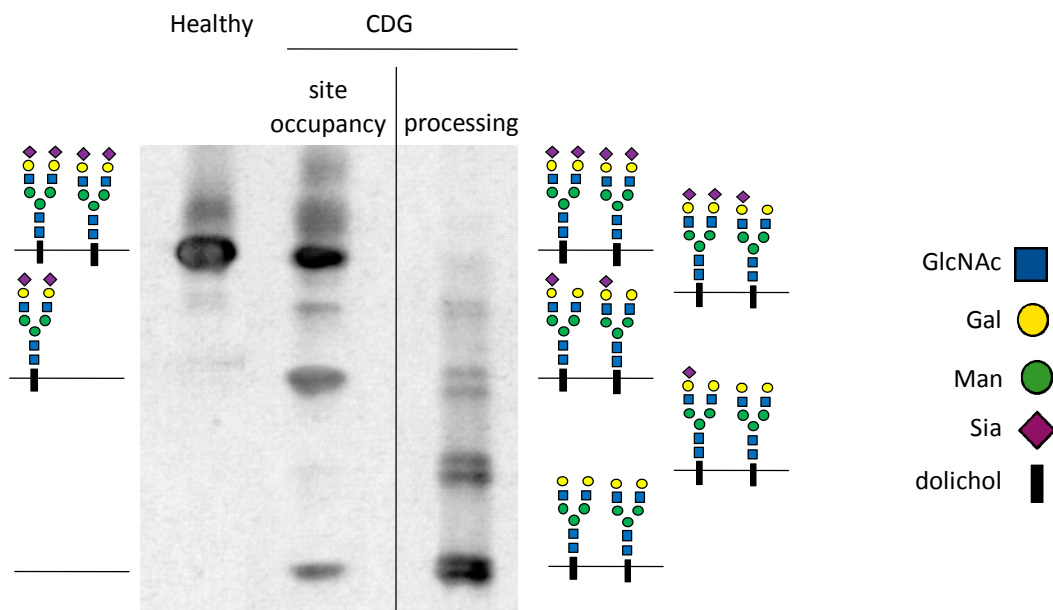 Healthy
CDG
site
occupancy
processing
GlcNAc
Gal
Man
Sia
dolichol